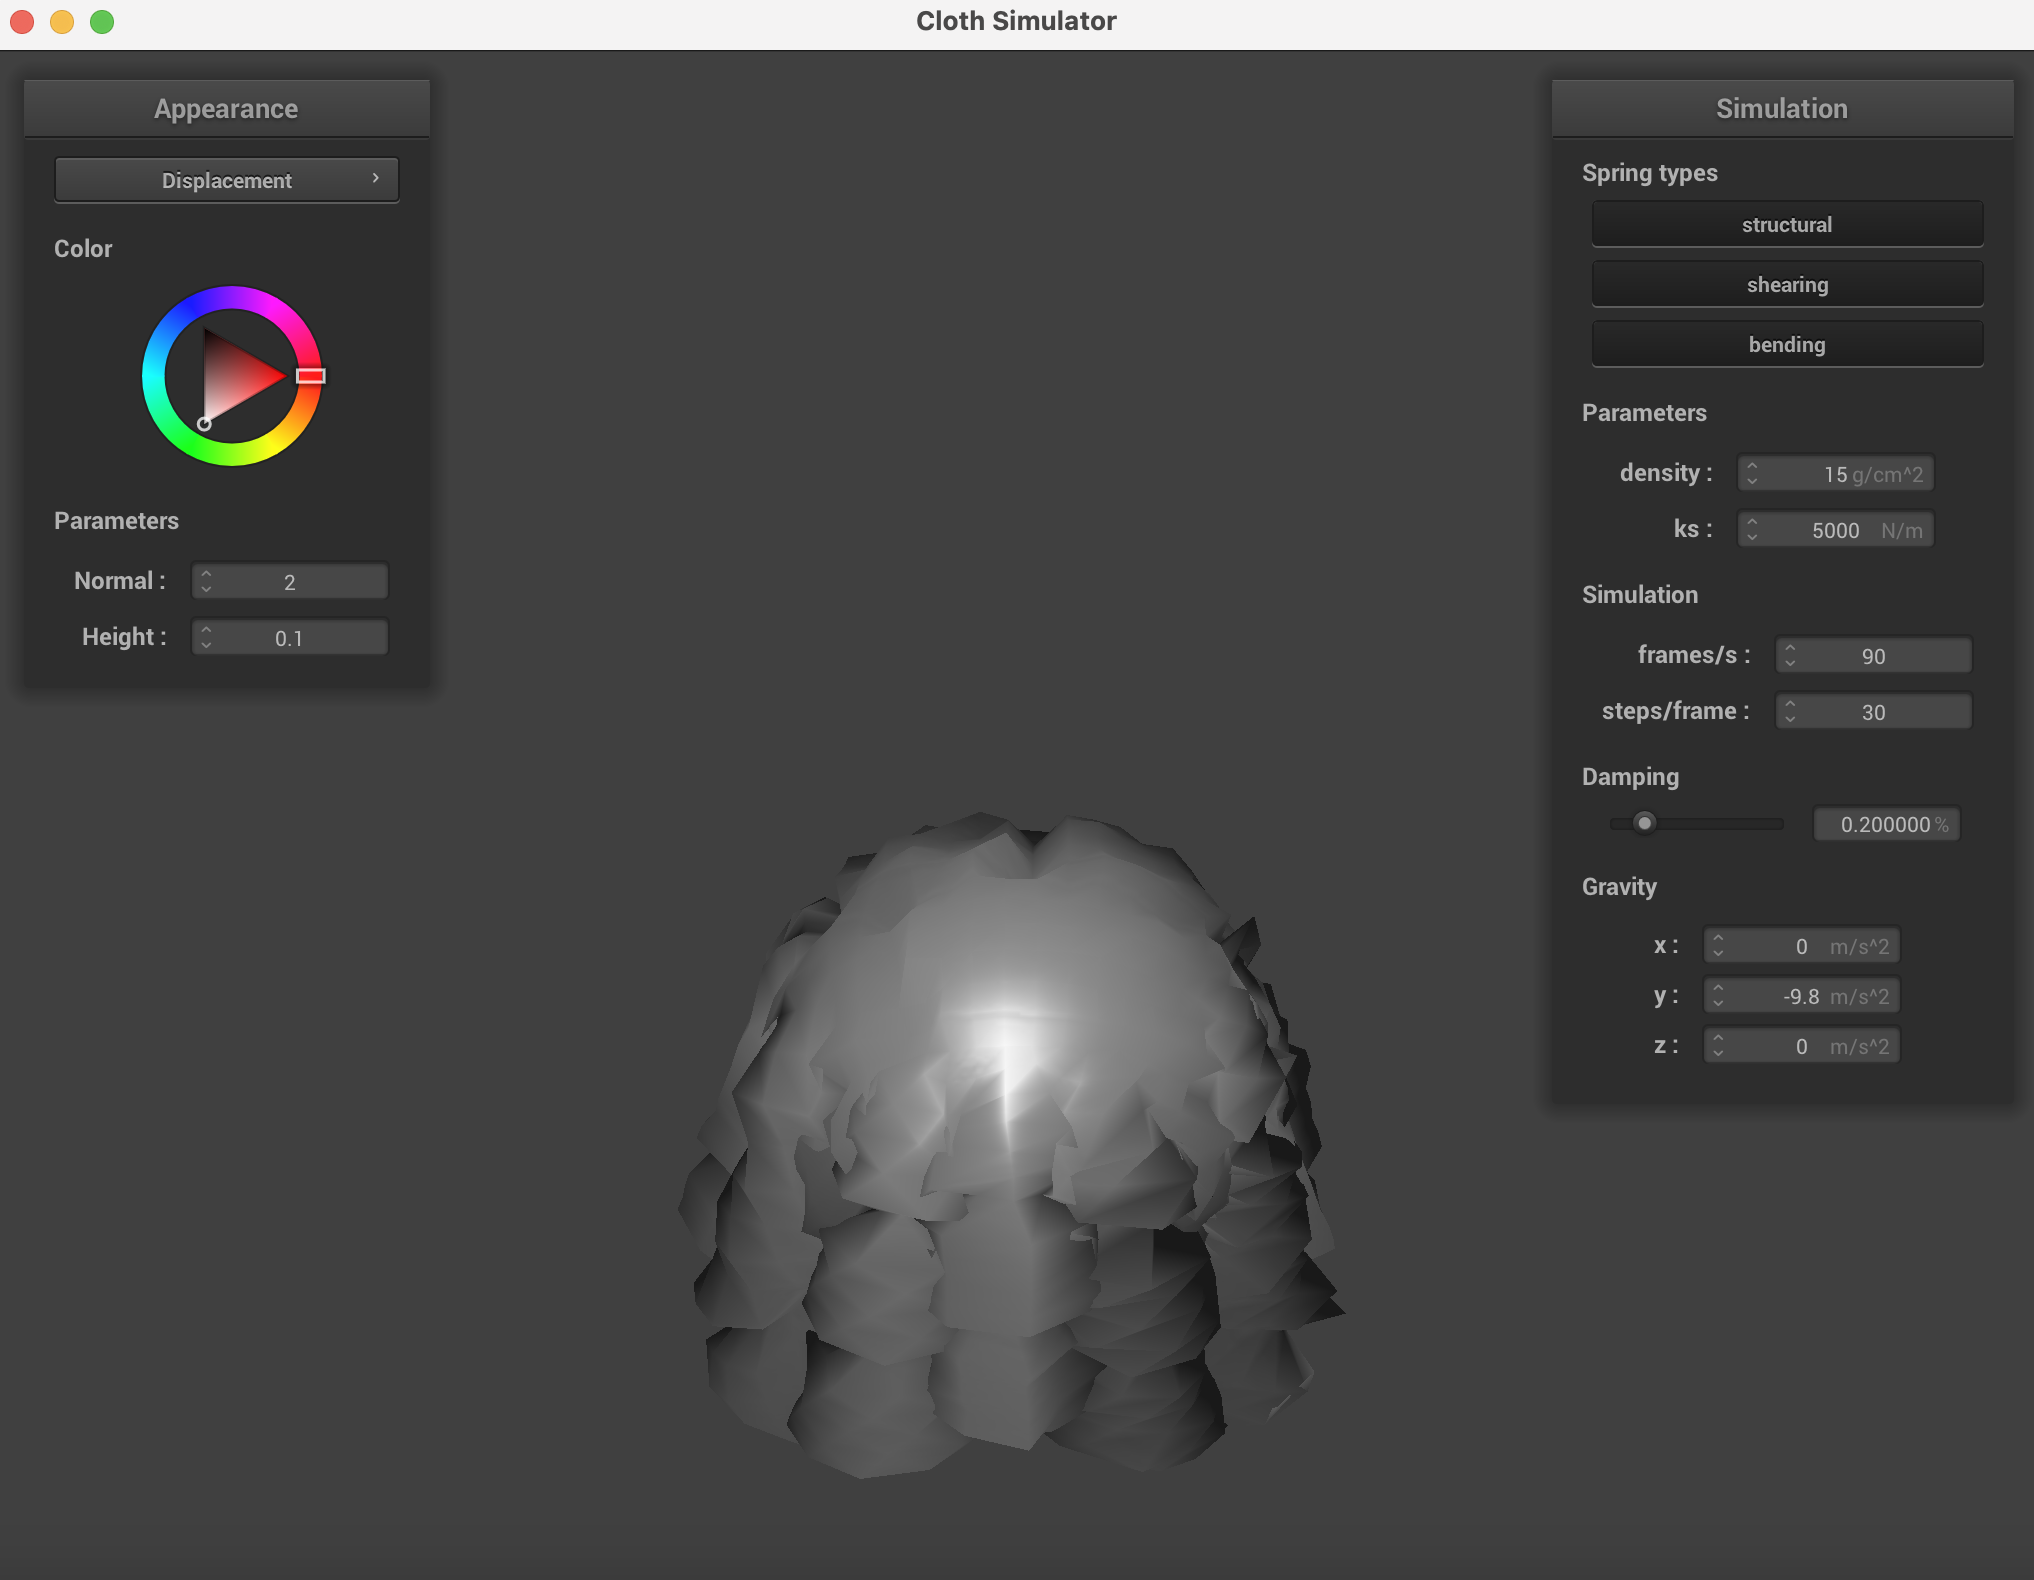 Cloth Simulator
Appearance
Displacement
Color
Parameters
Normal : 2
Height : 0.1
Simulation
Spring types
structural
shearing
bending
Parameters
density : 15 g/cm^2
ks : 5000 N/m
Simulation
frames/s : 90
steps/frame : 30
Damping
0.200000 %
Gravity
x : 0 m/s^2
y : -9.8 m/s^2
z : 0 m/s^2